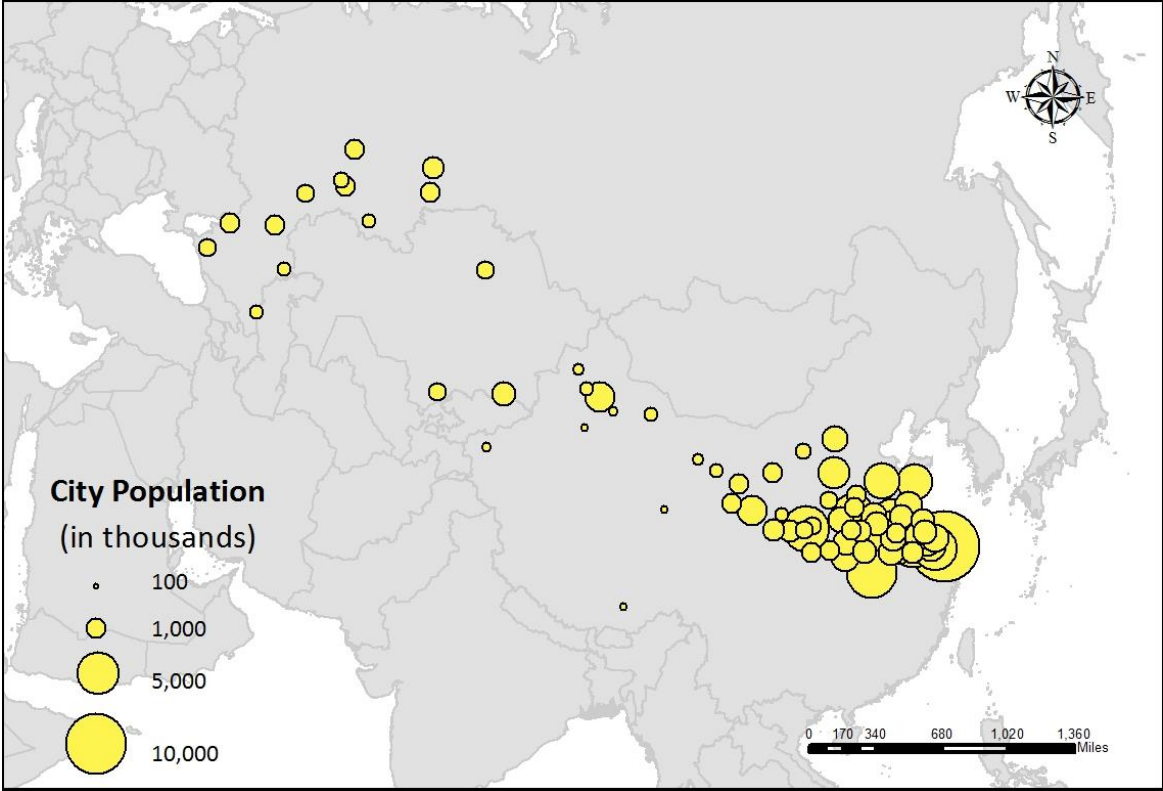 N
W E
S
City Population
(in thousands)
100
1,000
5,000
10,000
0 170 340 680 1,020 1,360
Miles